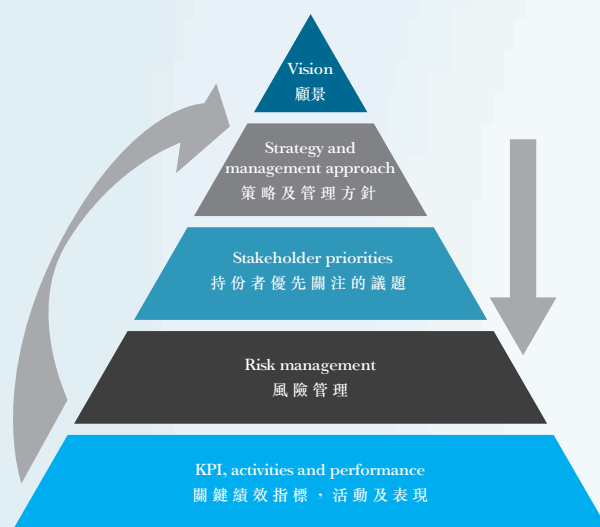 Vision
顧景
Strategy and
management approach
策略及管理方針
Stakeholder priorities
持份者優先關注的議題
Risk management
風險管理
KPI, activities and performance
關鍵績效指標，活動及表現